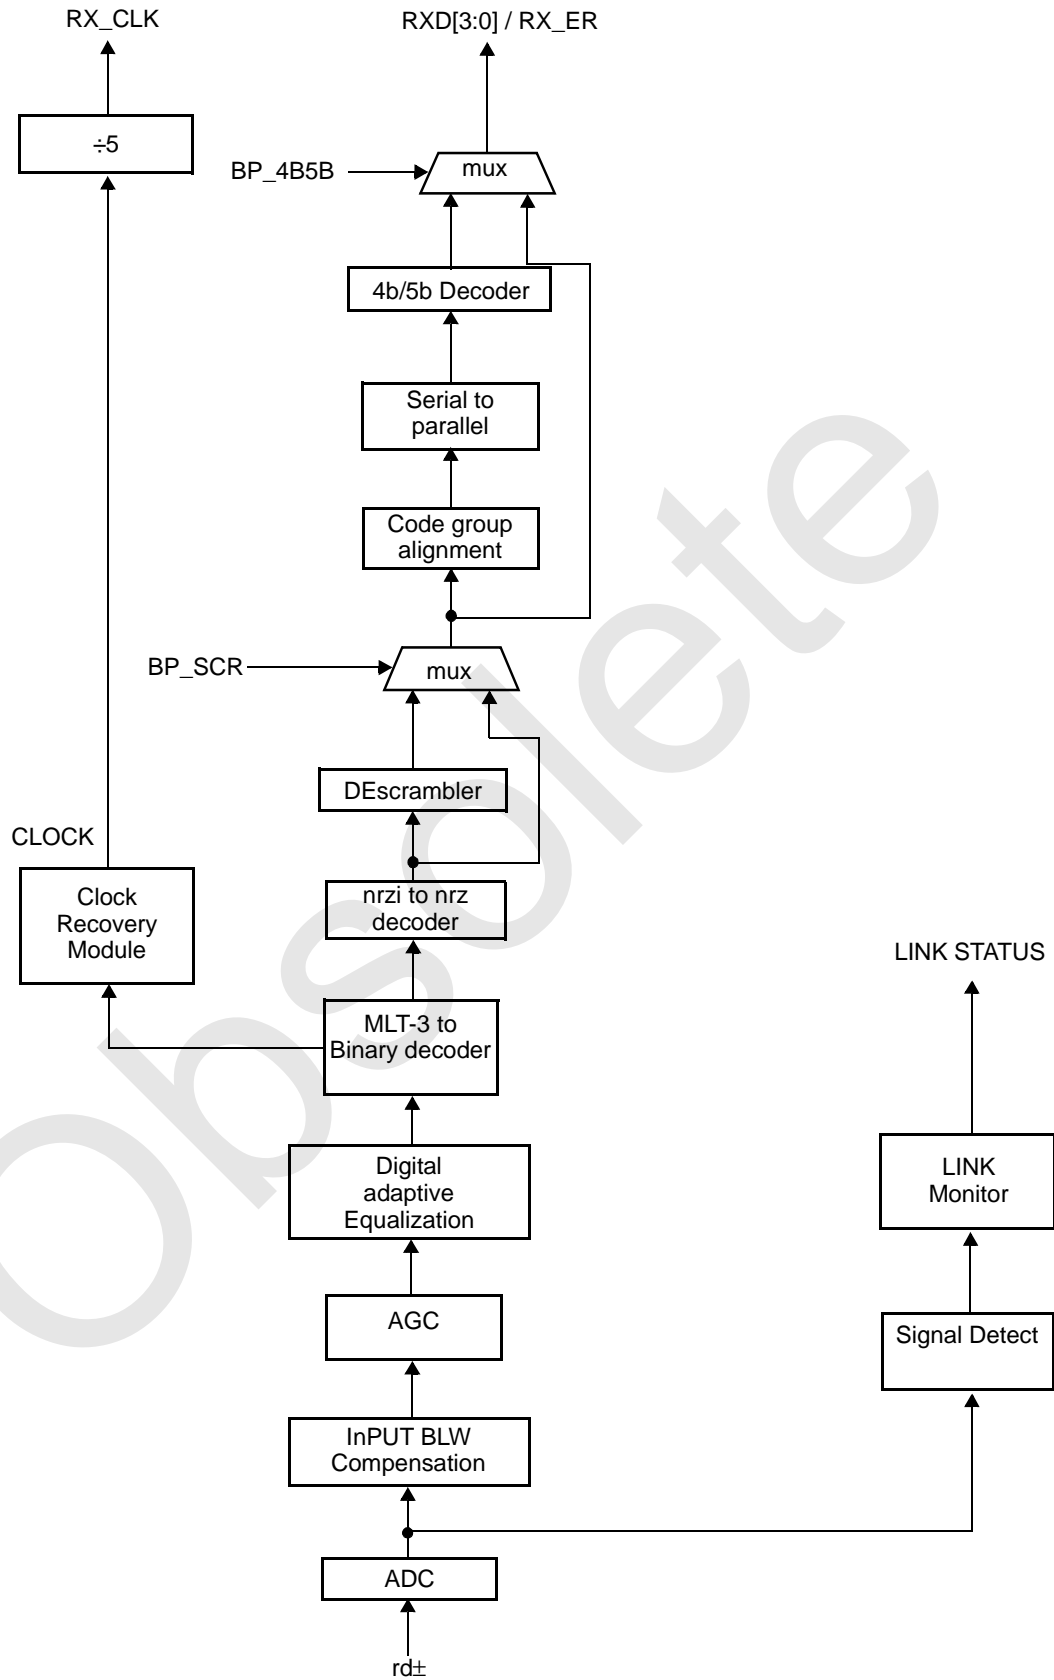 RX_CLK
RXD[3:0] / RX_ER
÷5
BP_4B5B
mux
4b/5b Decoder
Serial to
parallel
Code group
alignment
BP_SCR
mux
DEscrambler
CLOCK
Clock
Recovery
Module
nrzi to nrz
decoder
LINK STATUS
MLT-3 to
Binary decoder
Digital
adaptive
Equalization
LINK
Monitor
AGC
Signal Detect
InPUT BLW
Compensation
ADC
rd±
Obsolete